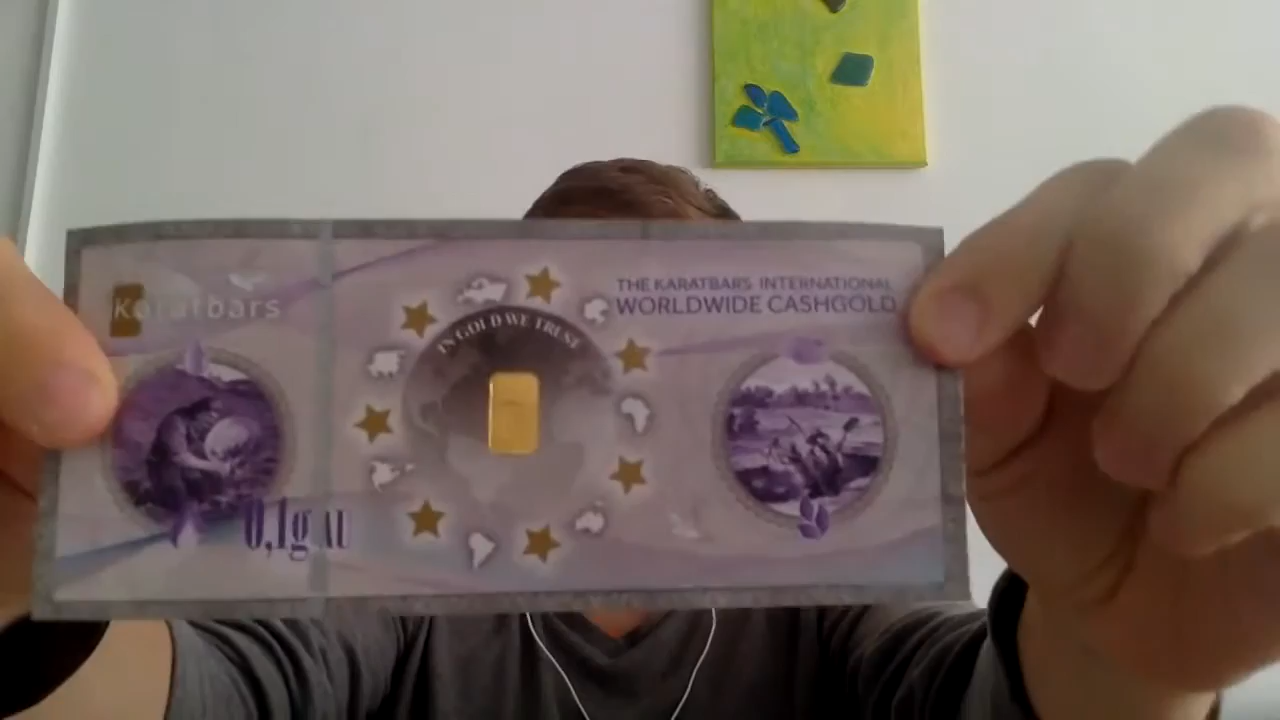 Karatbars
THE KARATBARS INTERNATIONAL
WORLDWIDE CASHGOLD
IN GOLD WE TRUST
0,1g AU